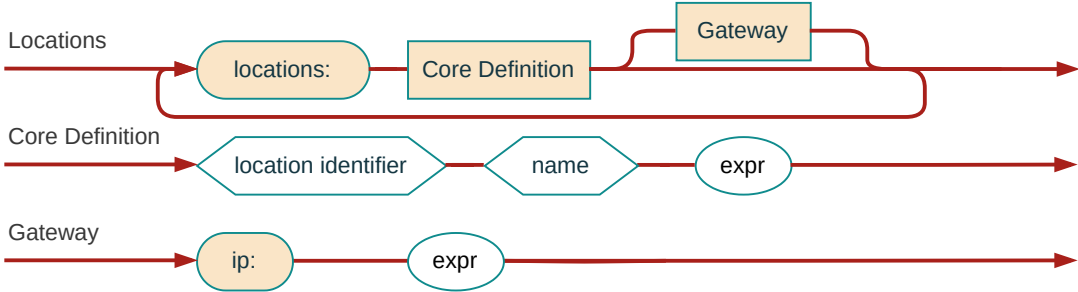 Locations
Gateway
locations:
Core Definition
Core Definition
location identifier
name
expr
Gateway
ip:
expr